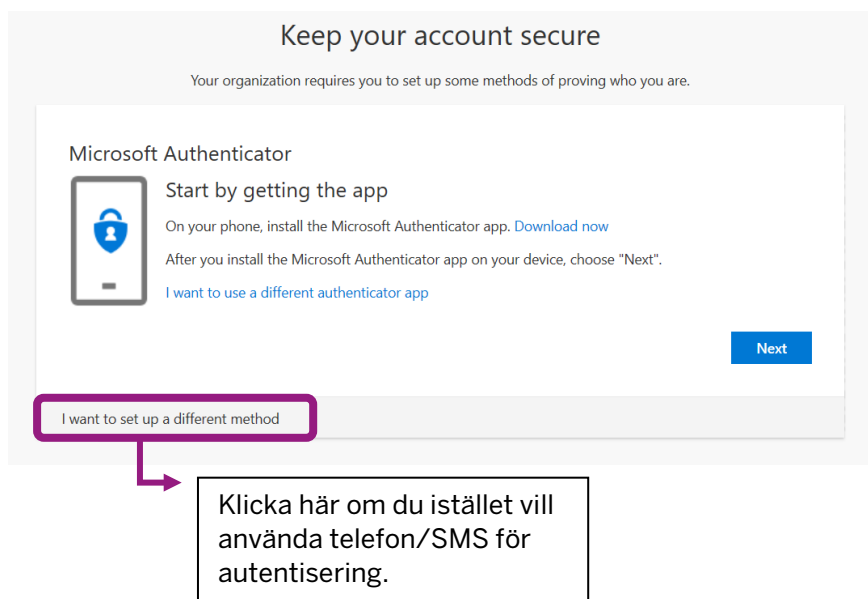 Keep your account secure
Your organization requires you to set up some methods of proving who you are.
Microsoft Authenticator
Start by getting the app
On your phone, install the Microsoft Authenticator app. Download now
After you install the Microsoft Authenticator app on your device, choose "Next".
I want to use a different authenticator app
Next
I want to set up a different method
Klicka här om du istället vill
använda telefon/SMS för
autentisering.